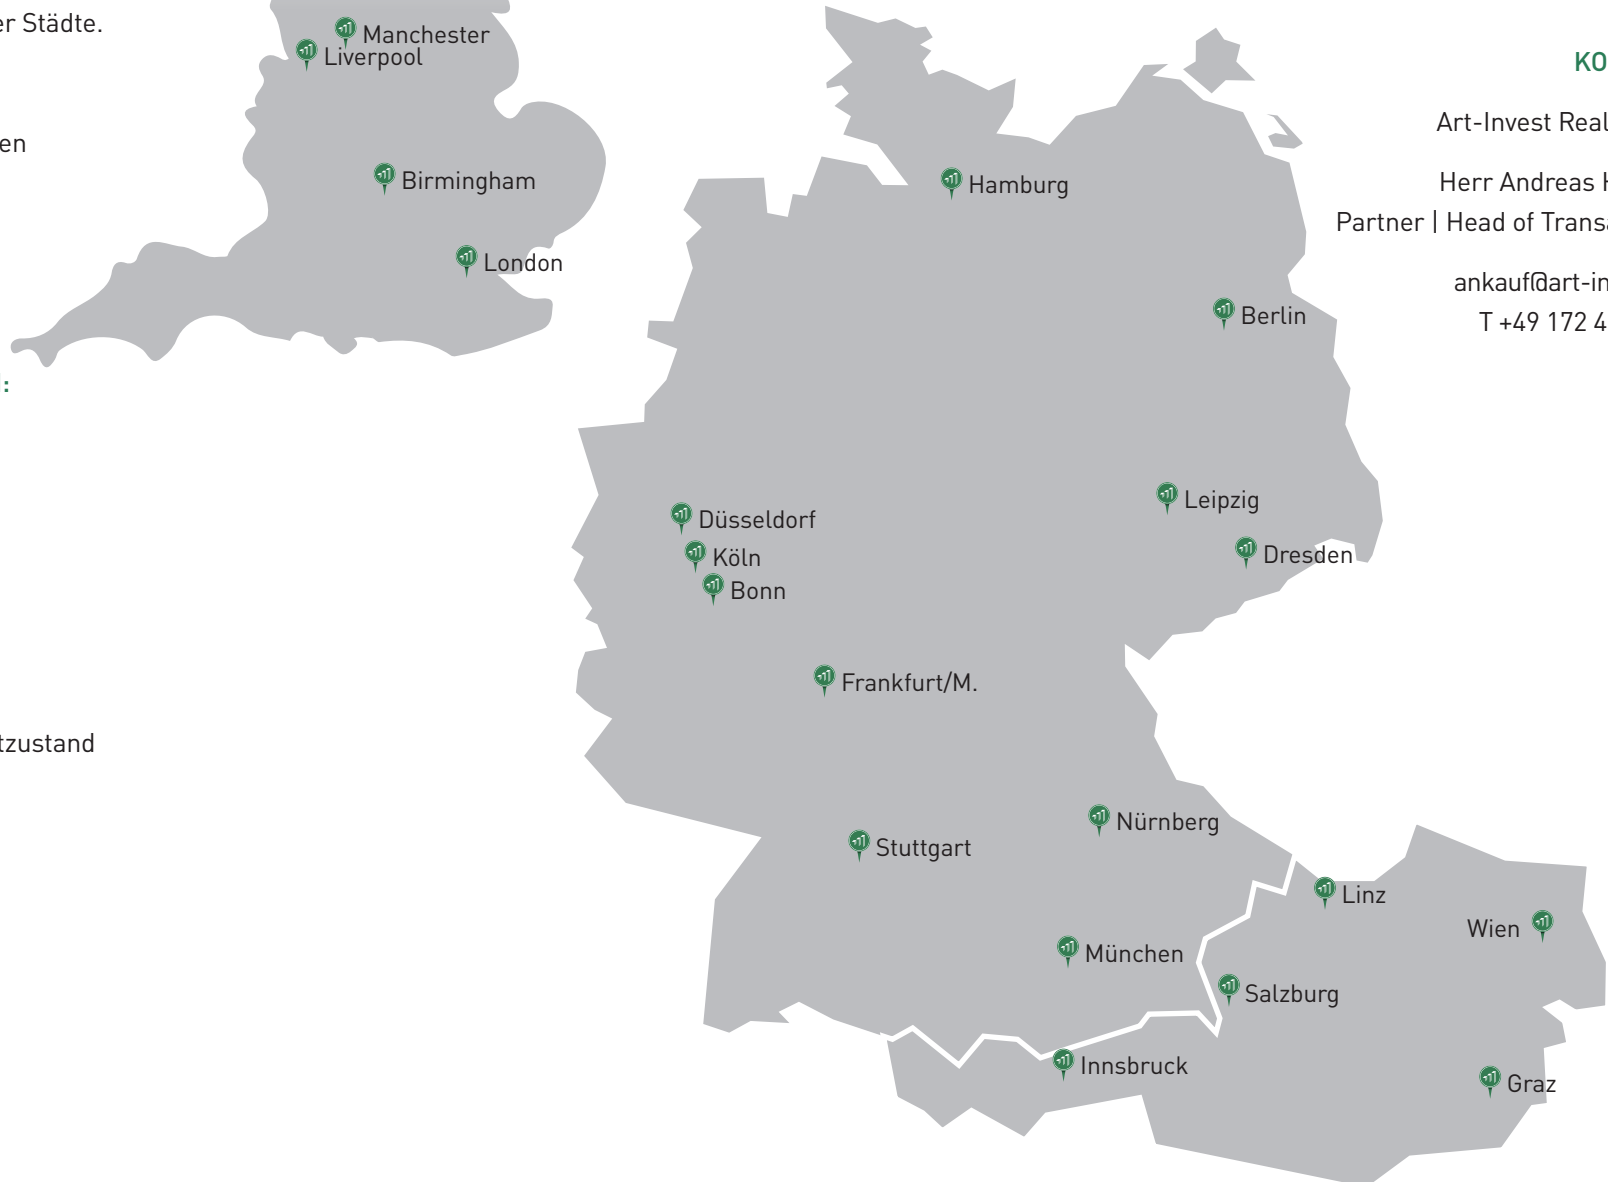 er Städte.
en
:
tzustand
Manchester
Liverpool
Birmingham
London
Hamburg
Berlin
Leipzig
Dresden
Düsseldorf
Köln
Bonn
Frankfurt/M.
Nürnberg
Stuttgart
München
Linz
Wien
Salzburg
Innsbruck
Graz
KO
Art-Invest Real
Herr Andreas
Partner | Head of Transa
ankauf@art-in
T +49 172 4